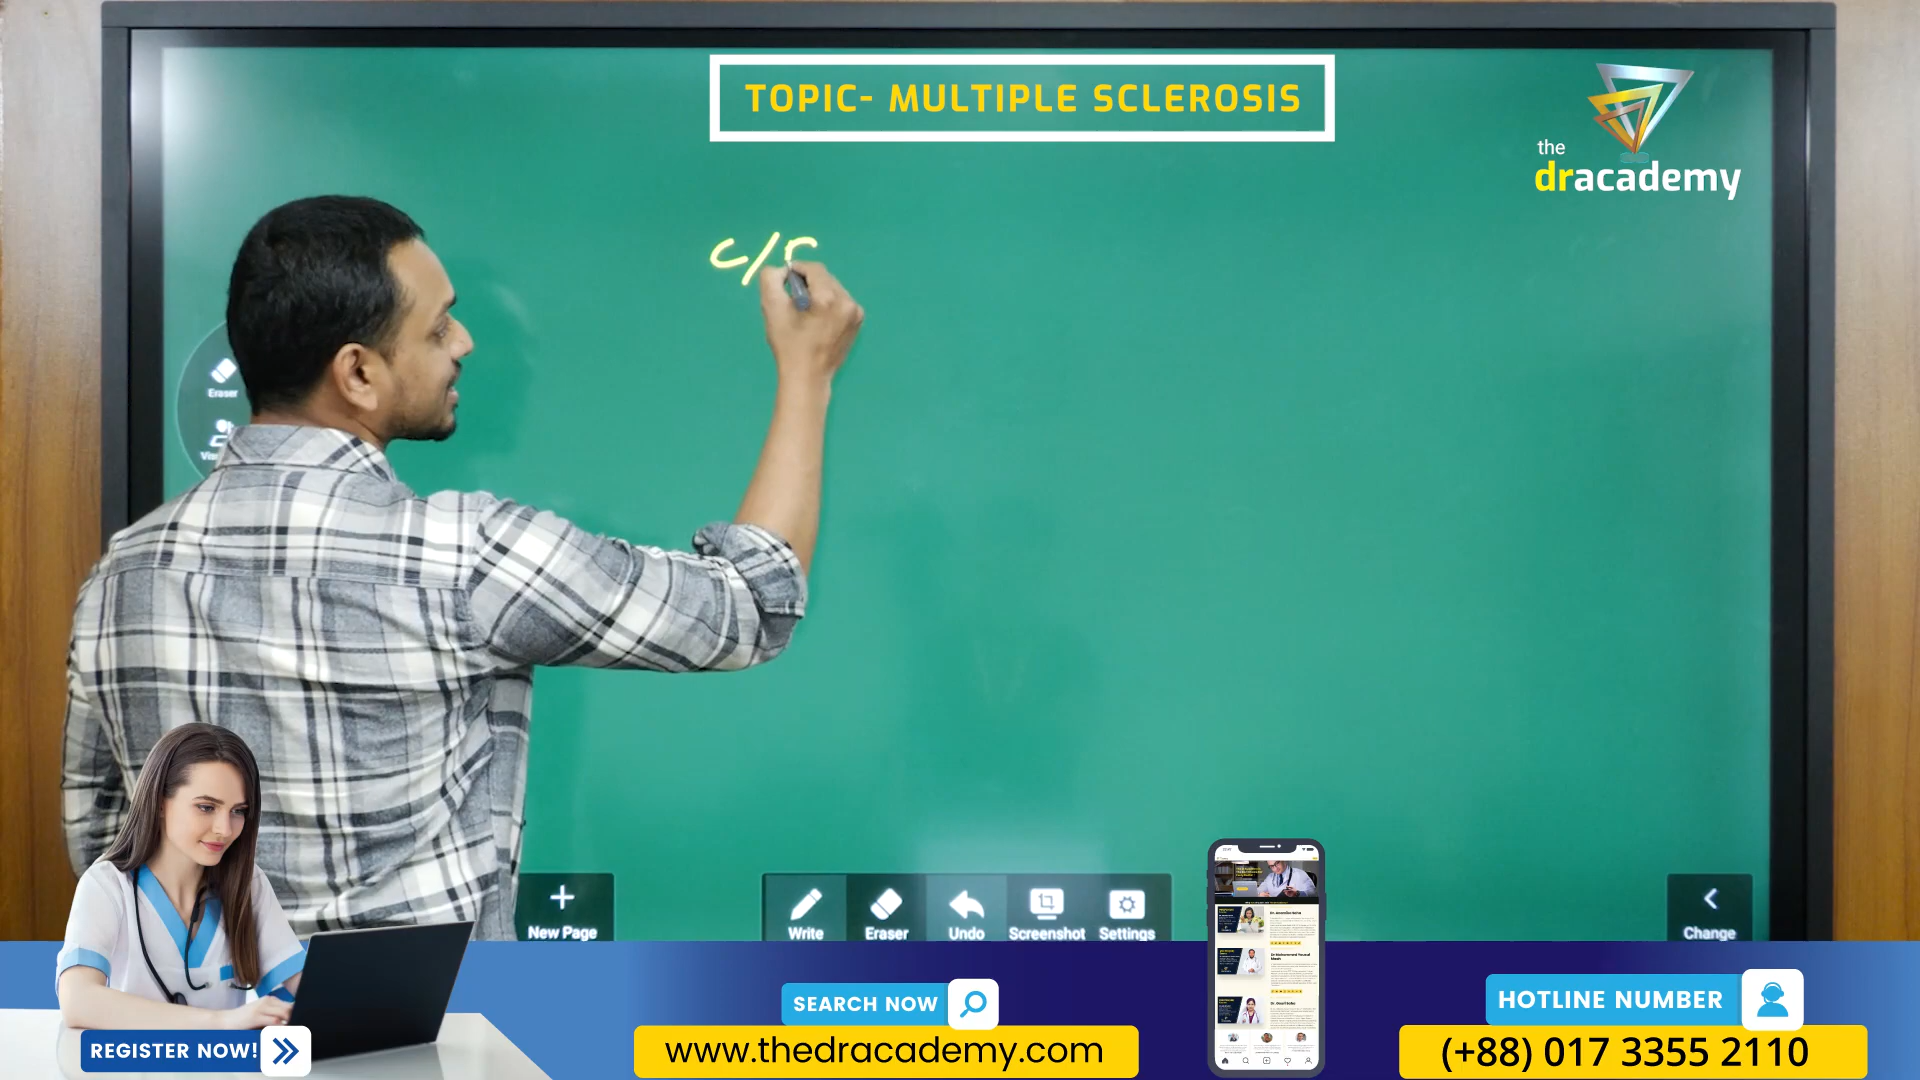 TOPIC- MULTIPLE SCLEROSIS
the
dracademy
C/F
Eraser
New Page
Write
Eraser
Undo
Screenshot
Settings
Change
REGISTER NOW!
SEARCH NOW
www.thedracademy.com
HOTLINE NUMBER
(+88) 017 3355 2110